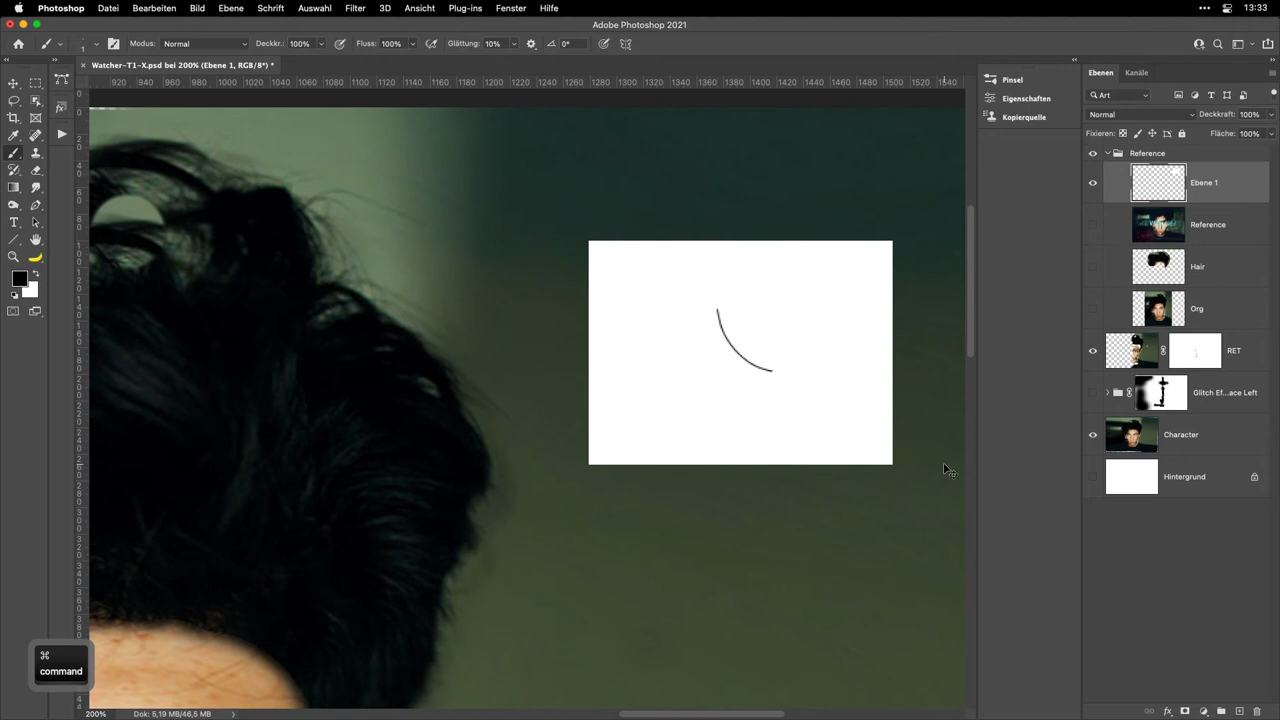 Photoshop Datei Bearbeiten Bild Ebene Schrift Auswahl Filter 3D Ansicht Plug-ins Fenster Hilfe 13:33
Adobe Photoshop 2021
1 Modus: Normal Deckkr.: 100% Fluss: 100% Glättung: 10% 0°
Watcher-T1-X.psd bei 200% (Ebene 1, RGB/8*) *
920 940 960 980 1000 1020 1040 1060 1080 1100 1120 1140 1160 1180 1200 1220 1240 1260 1280 1300 1320 1340 1360 1380 1400 1420 1440 1460 1480 1500 1520 1540
Pinsel
Eigenschaften
Kopierquelle
Ebenen Kanäle
Art
Normal Deckkraft: 100%
Fixieren: Fläche: 100%
Reference
Ebene 1
Reference
Hair
Org
RET
Glitch Ef...ace Left
Character
Hintergrund
⌘
command
200% Dok: 5,19 MB/46,5 MB